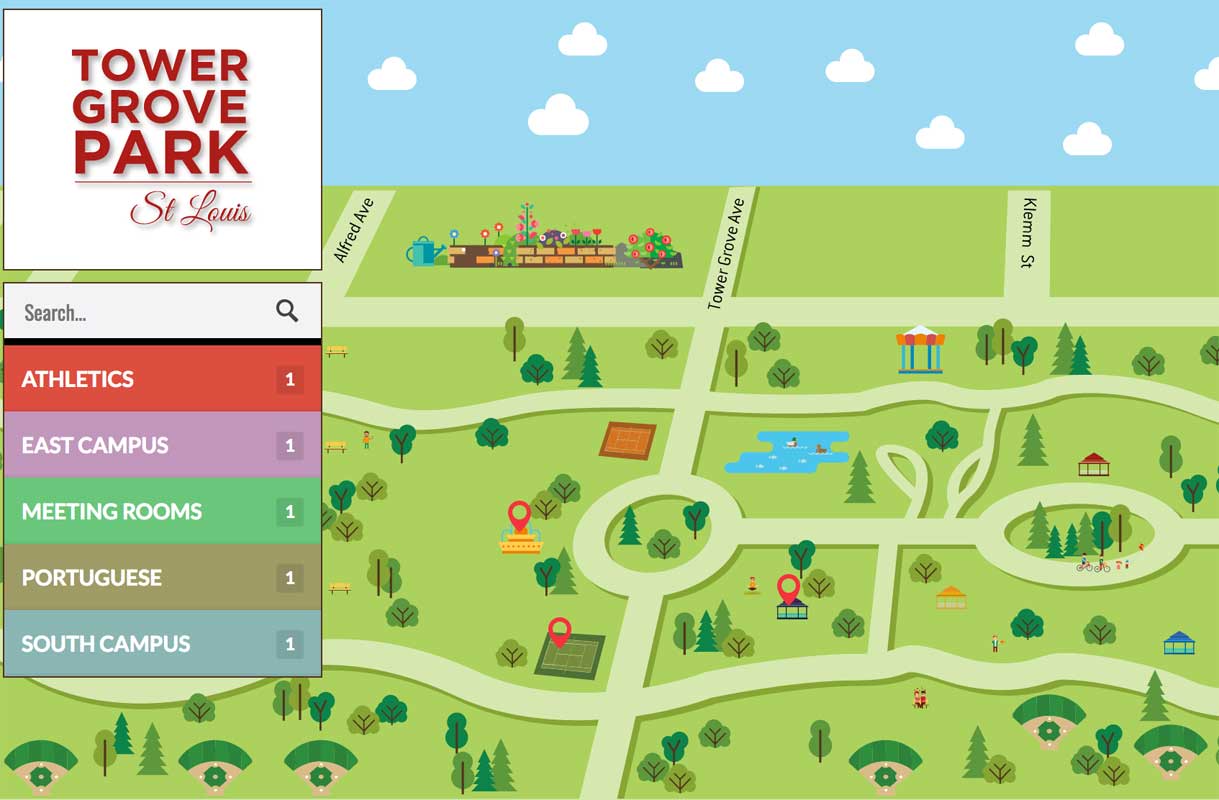 TOWER
GROVE
PARK
St Louis
Search...
ATHLETICS 1
EAST CAMPUS 1
MEETING ROOMS 1
PORTUGUESE 1
SOUTH CAMPUS 1
Alfred Ave
Tower Grove Ave
Klemm St